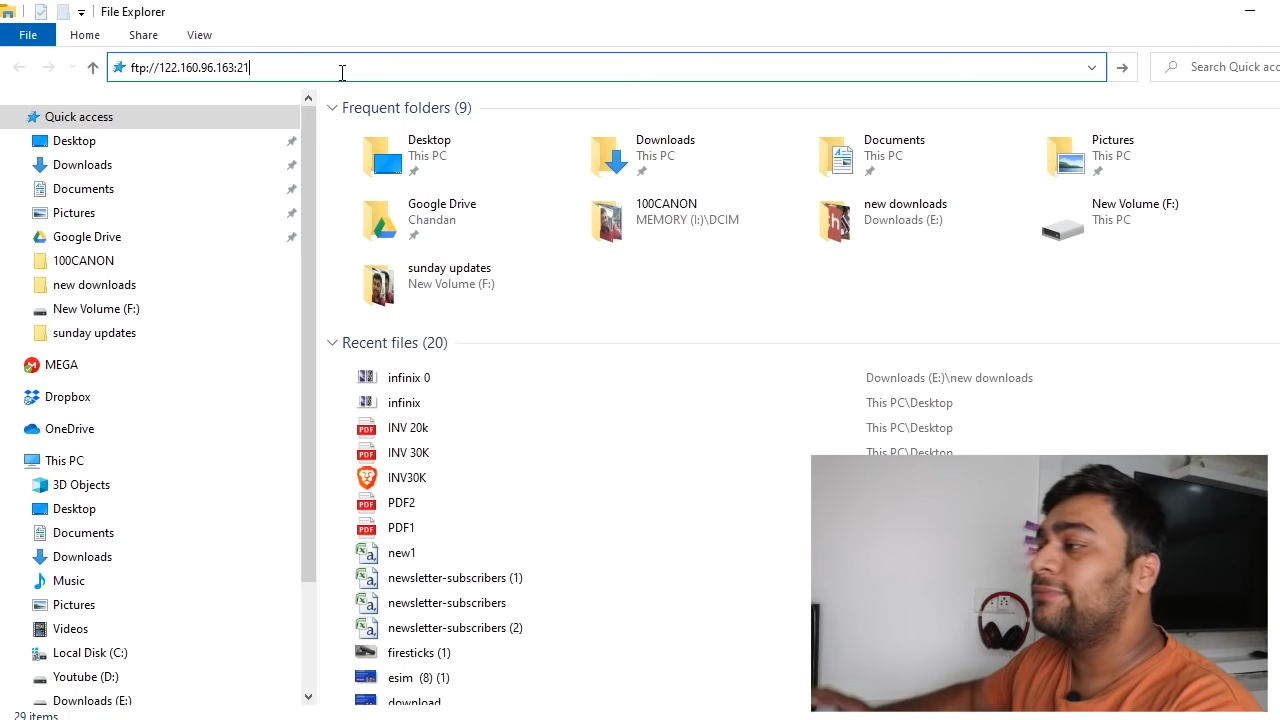 File Explorer
File Home Share View
ftp://122.160.96.163:21
Search Quick acc
Quick access
Desktop
Downloads
Documents
Pictures
Google Drive
100CANON
new downloads
New Volume (F:)
sunday updates
MEGA
Dropbox
OneDrive
This PC
3D Objects
Desktop
Documents
Downloads
Music
Pictures
Videos
Local Disk (C:)
Youtube (D:)
Downloads (E:)
29 items
Frequent folders (9)
Desktop
This PC
Downloads
This PC
Documents
This PC
Pictures
This PC
Google Drive
Chandan
100CANON
MEMORY (I:)\DCIM
new downloads
Downloads (E:)
New Volume (F:)
This PC
sunday updates
New Volume (F:)
Recent files (20)
infinix 0 Downloads (E:)\new downloads
infinix This PC\Desktop
INV 20k This PC\Desktop
INV 30K This PC\Desktop
INV30K
PDF2
PDF1
new1
newsletter-subscribers (1)
newsletter-subscribers
newsletter-subscribers (2)
firesticks (1)
esim (8) (1)
download